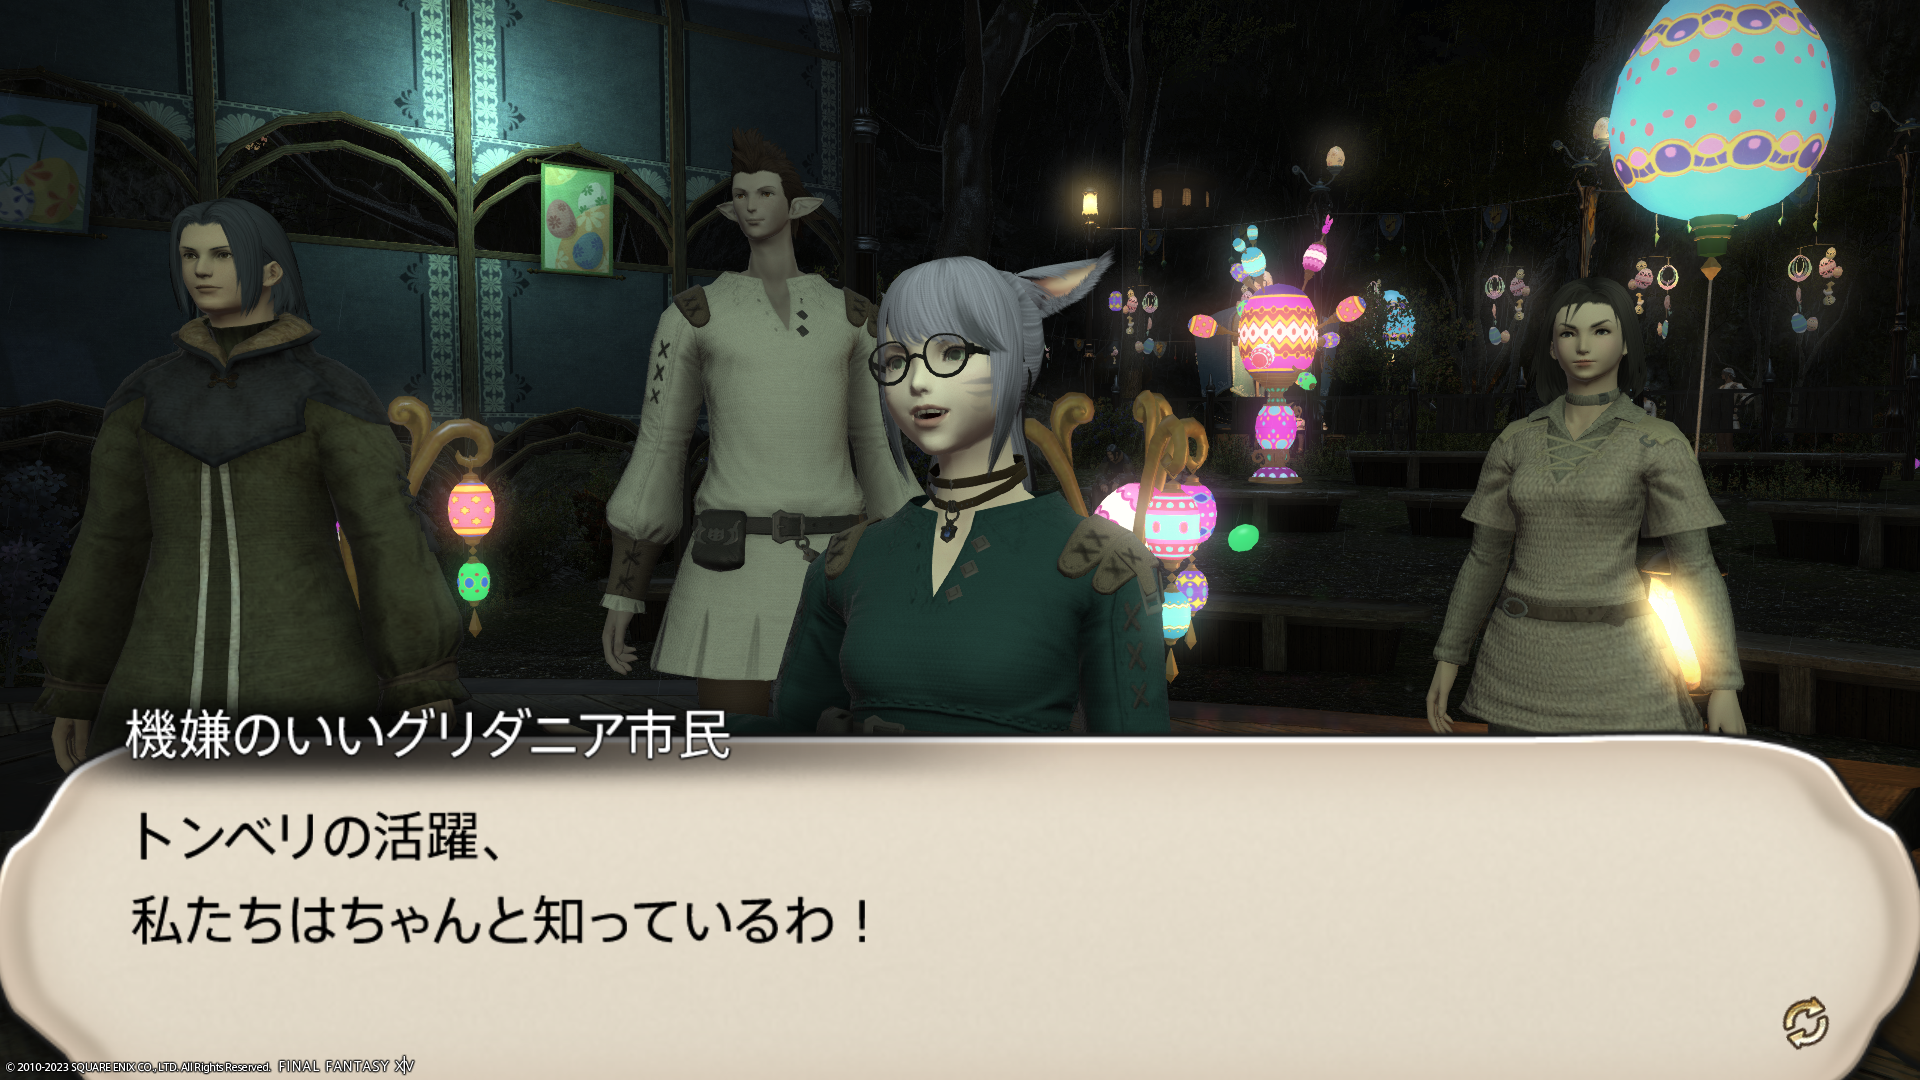 機嫌のいいグリダニア市民
トンベリの活躍、
私たちはちゃんと知っているわ！
© 2010-2023 SQUARE ENIX CO., LTD. All Rights Reserved. FINAL FANTASY XIV